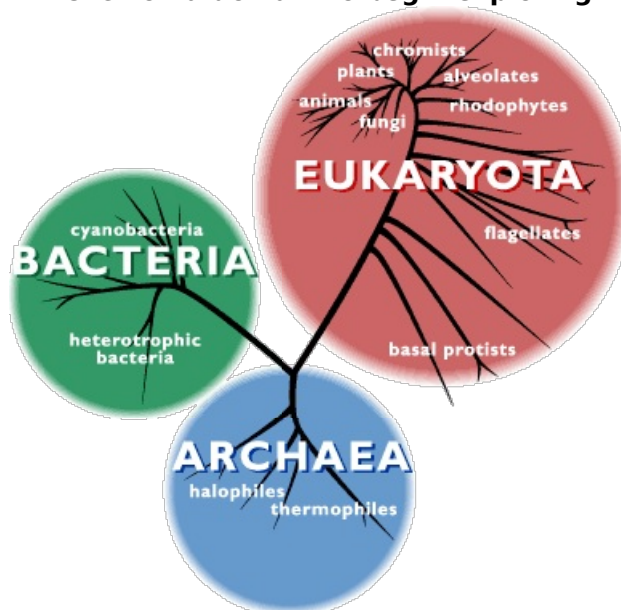 chromists
plants
alveolates
animals
rhodophytes
fungi
EUKARYOTA
cyanobacteria
flagellates
BACTERIA
heterotrophic
bacteria
basal protists
ARCHAEA
halophiles
thermophiles